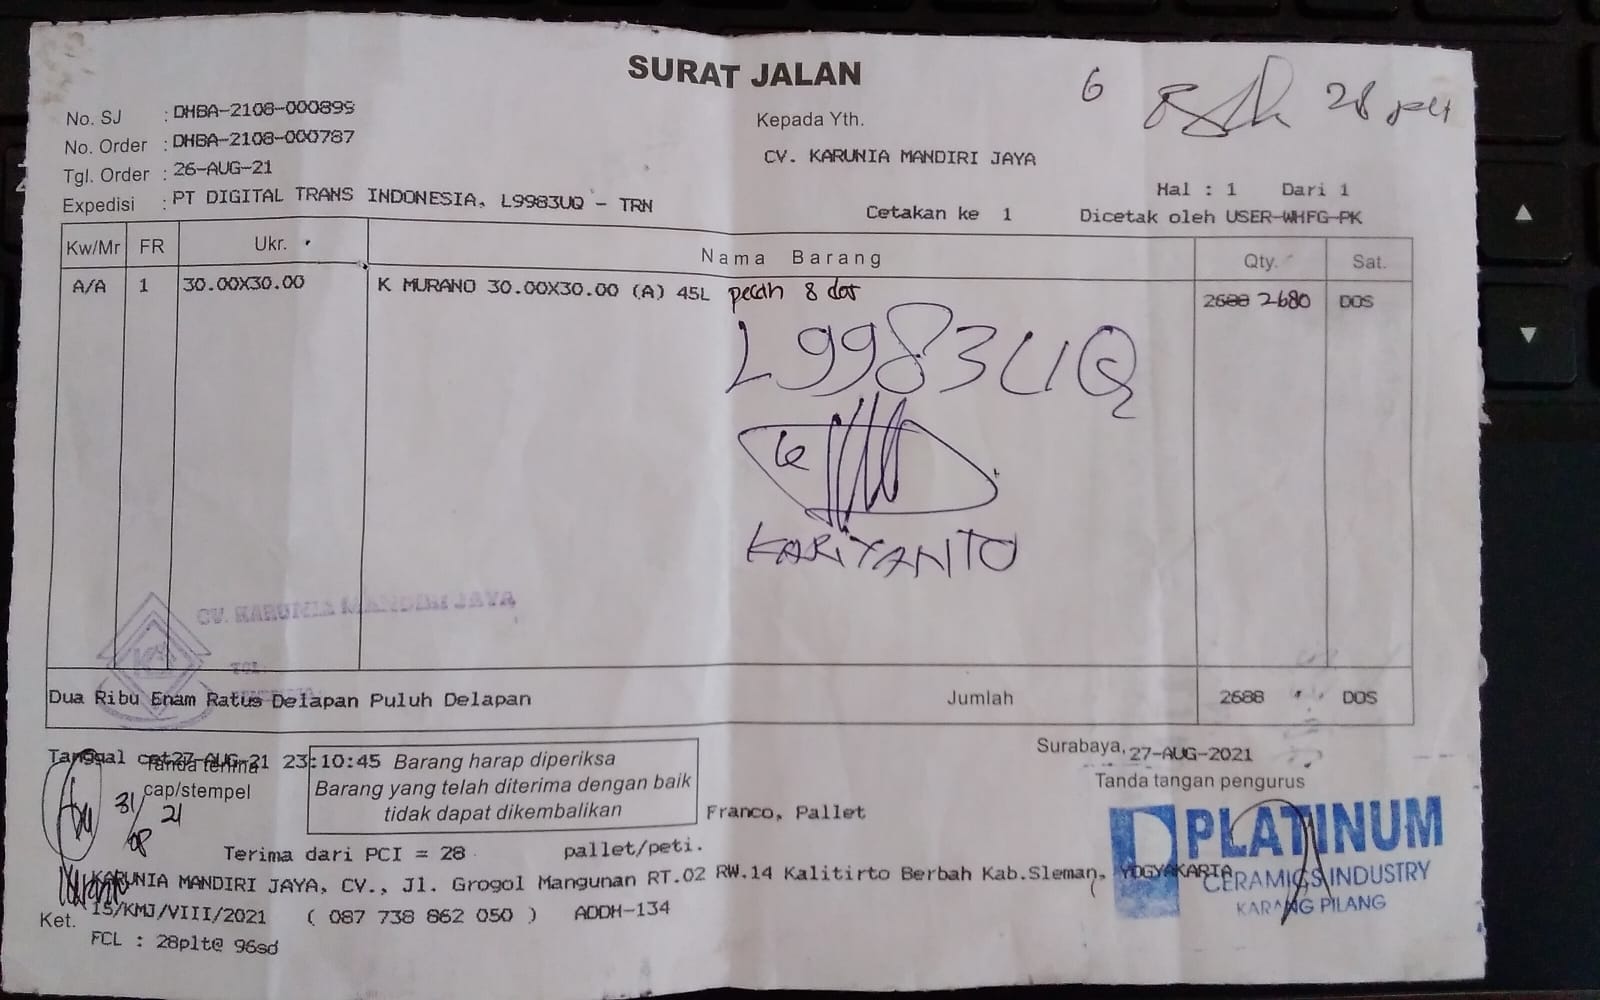 SURAT JALAN
6 28 plt
No. SJ : DHBA-2108-000899
No. Order : DHBA-2108-000787
Tgl. Order : 26-AUG-21
Expedisi : PT DIGITAL TRANS INDONESIA, L9983UQ - TRN
Kepada Yth.
CV. KARUNIA MANDIRI JAYA
Hal : 1 Dari 1
Cetakan ke 1 Dicetak oleh USER-WHFG-PK
Kw/Mr FR Ukr. Nama Barang Qty. Sat.
A/A 1 30.00X30.00 K MURANO 30.00X30.00 (A) 45L pecah 8 dos 2688 2680 DOS
L9983UQ
KARIYANTO
CV. KARUNIA MANDIRI JAYA
Dua Ribu Enam Ratus Delapan Puluh Delapan Jumlah 2688 DOS
Tanggal cet27-AUG-21 23:10:45
Tanda terima
cap/stempel
31/08 21
Barang harap diperiksa
Barang yang telah diterima dengan baik
tidak dapat dikembalikan
Franco, Pallet
Surabaya, 27-AUG-2021
Tanda tangan pengurus
PLATINUM
CERAMICS INDUSTRY
KARANG PILANG
Terima dari PCI = 28 pallet/peti.
KARUNIA MANDIRI JAYA, CV., Jl. Grogol Mangunan RT.02 RW.14 Kalitirto Berbah Kab.Sleman, YOGYAKARTA
Ket. 15/KMJ/VIII/2021 ( 087 738 862 050 ) ADDH-134
FCL : 28plt@ 96sd